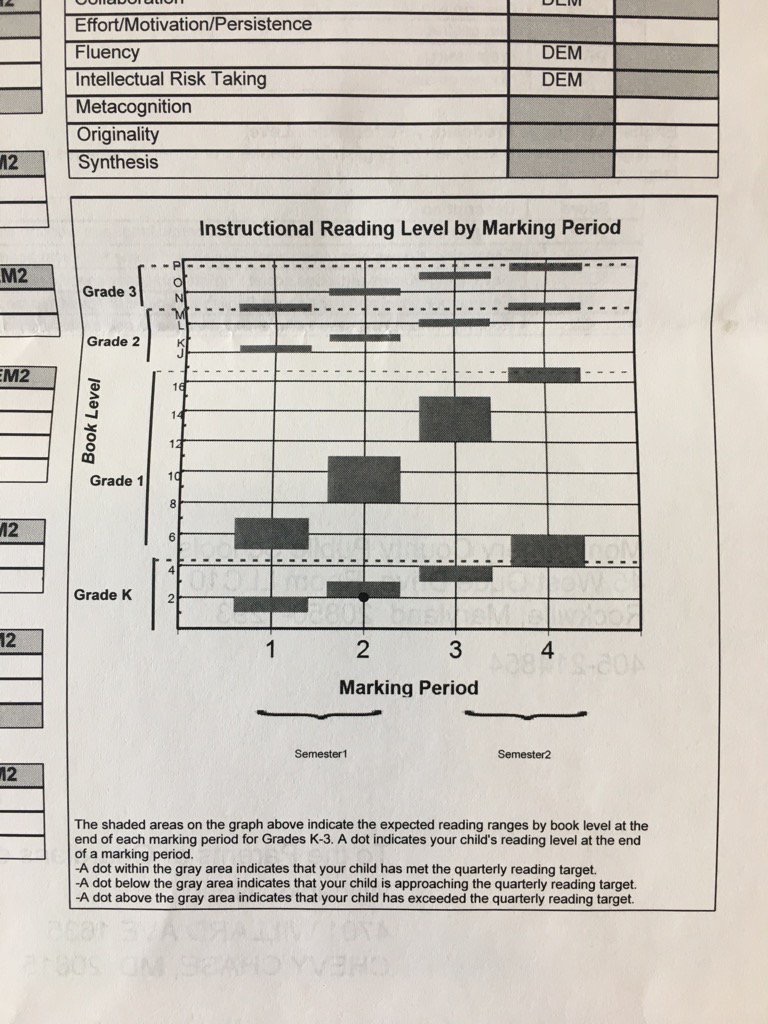 Collaboration DEM
Effort/Motivation/Persistence
Fluency DEM
Intellectual Risk Taking DEM
Metacognition
Originality
Synthesis
M2
M2
EM2
M2
12
M2
Instructional Reading Level by Marking Period
Grade 3
Grade 2
Grade 1
Grade K
Book Level
P
O
N
M
L
K
J
16
14
12
10
8
6
4
2
1 2 3 4
Marking Period
Semester1 Semester2
The shaded areas on the graph above indicate the expected reading ranges by book level at the
end of each marking period for Grades K-3. A dot indicates your child's reading level at the end
of a marking period.
-A dot within the gray area indicates that your child has met the quarterly reading target.
-A dot below the gray area indicates that your child is approaching the quarterly reading target.
-A dot above the gray area indicates that your child has exceeded the quarterly reading target.